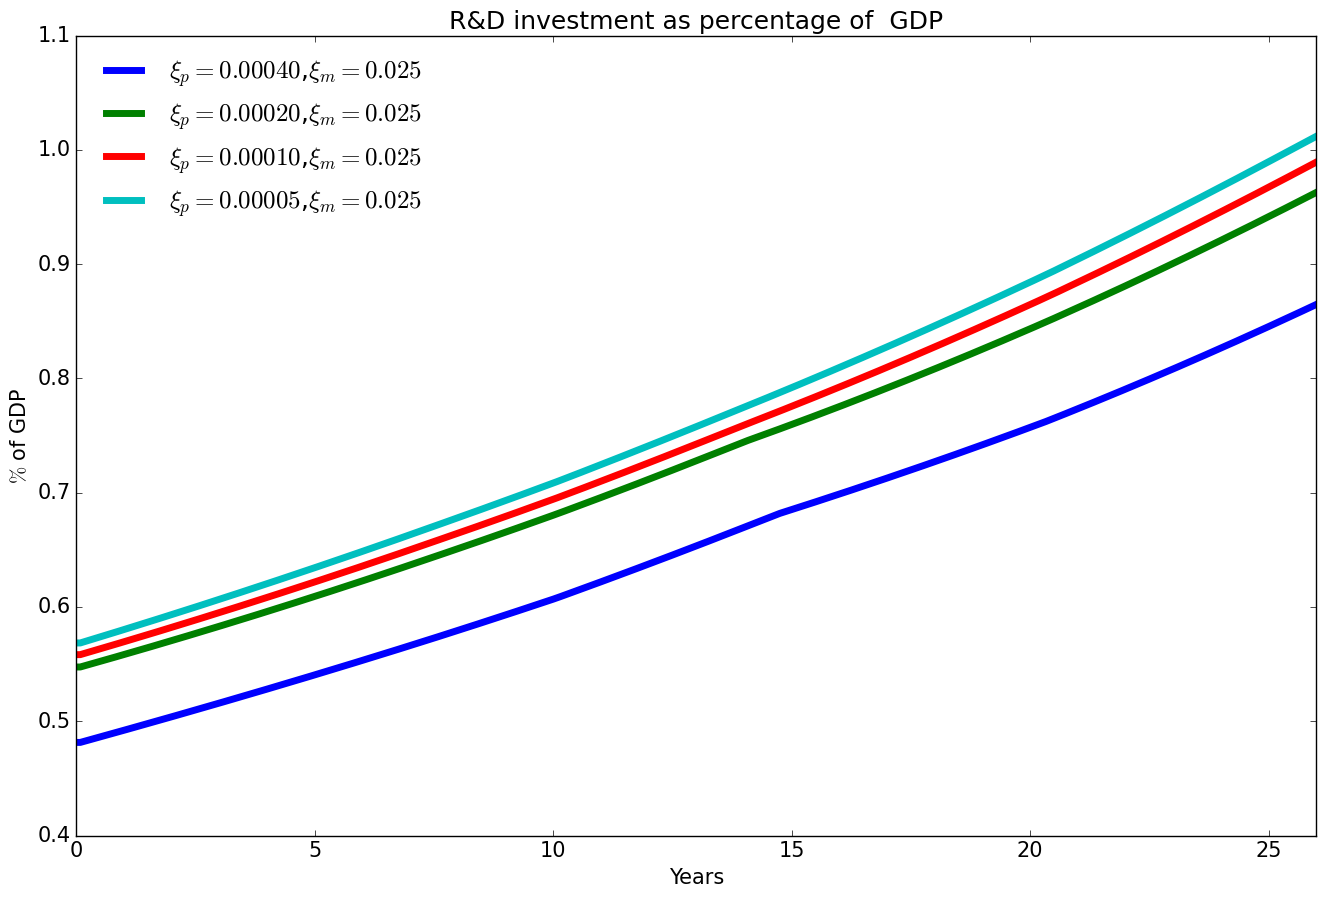 R&D investment as percentage of  GDP
1.1
1.0
0.9
0.8
0.7
0.6
0.5
0.4
% of GDP
ξₚ = 0.00040,ξₘ = 0.025
ξₚ = 0.00020,ξₘ = 0.025
ξₚ = 0.00010,ξₘ = 0.025
ξₚ = 0.00005,ξₘ = 0.025
0 5 10 15 20 25
Years